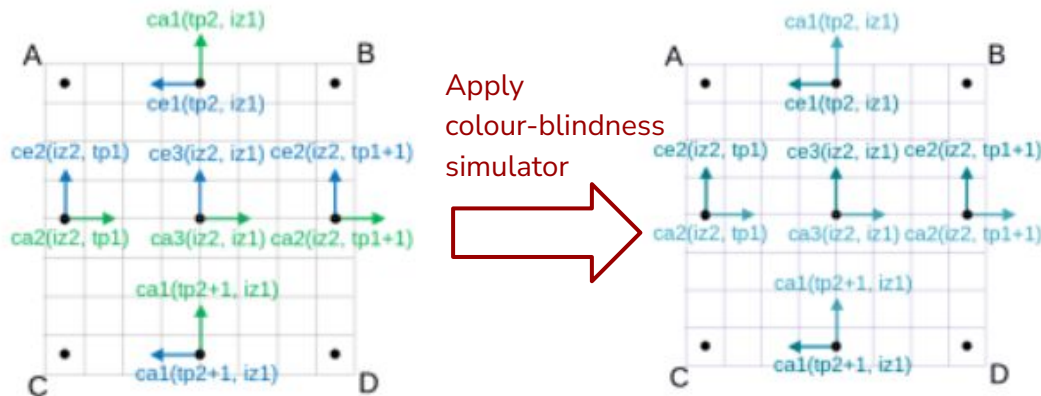 ca1(tp2, iz1)
A
B
ce1(tp2, iz1)
ce2(iz2, tp1)
ce3(iz2, iz1)
ce2(iz2, tp1+1)
ca2(iz2, tp1)
ca3(iz2, iz1)
ca2(iz2, tp1+1)
ca1(tp2+1, iz1)
ca1(tp2+1, iz1)
C
D
Apply
colour-blindness
simulator
ca1(tp2, iz1)
A
B
ce1(tp2, iz1)
ce2(iz2, tp1)
ce3(iz2, iz1)
ce2(iz2, tp1+1)
ca2(iz2, tp1)
ca3(iz2, iz1)
ca2(iz2, tp1+1)
ca1(tp2+1, iz1)
ca1(tp2+1, iz1)
C
D